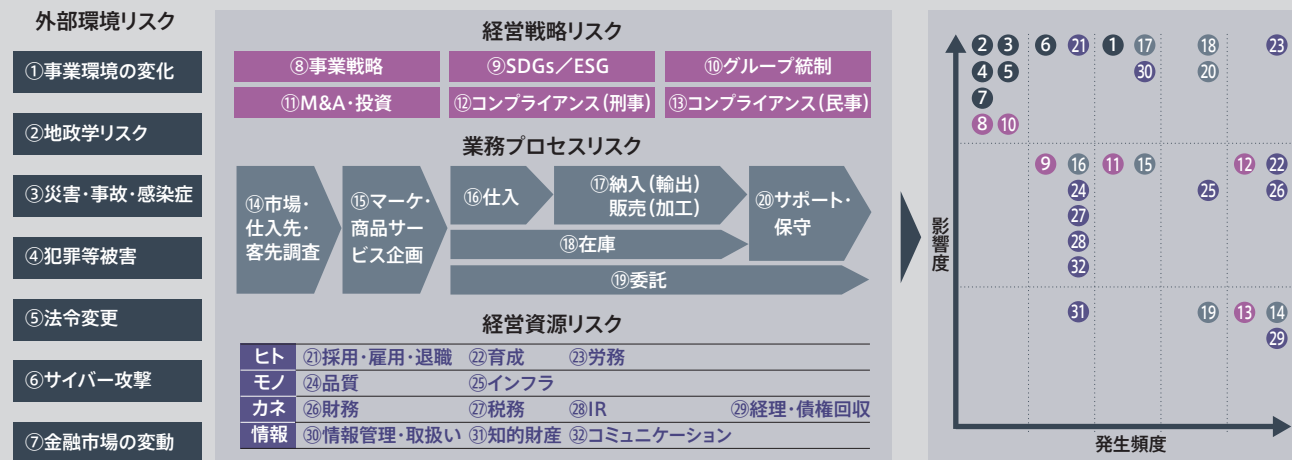 外部環境リスク
①事業環境の変化
②地政学リスク
③災害・事故・感染症
④犯罪等被害
⑤法令変更
⑥サイバー攻撃
⑦金融市場の変動
経営戦略リスク
⑧事業戦略
⑨SDGs／ESG
⑩グループ統制
⑪M&A・投資
⑫コンプライアンス（刑事）
⑬コンプライアンス（民事）
業務プロセスリスク
⑭市場・
仕入先・
客先調査
⑮マーケ・
商品サー
ビス企画
⑯仕入
⑰納入（輸出）
販売（加工）
⑱在庫
⑲委託
⑳サポート・
保守
経営資源リスク
ヒト ㉑採用・雇用・退職 ㉒育成 ㉓労務
モノ ㉔品質 ㉕インフラ
カネ ㉖財務 ㉗税務 ㉘IR ㉙経理・債権回収
情報 ㉚情報管理・取扱い ㉛知的財産 ㉜コミュニケーション
影響度
2 3 6 21 1 17 18 23
4 5 30 20
7
8 10
9 16 11 15 12 22
24 25 26
27
28
32
31 19 13 14
29
発生頻度